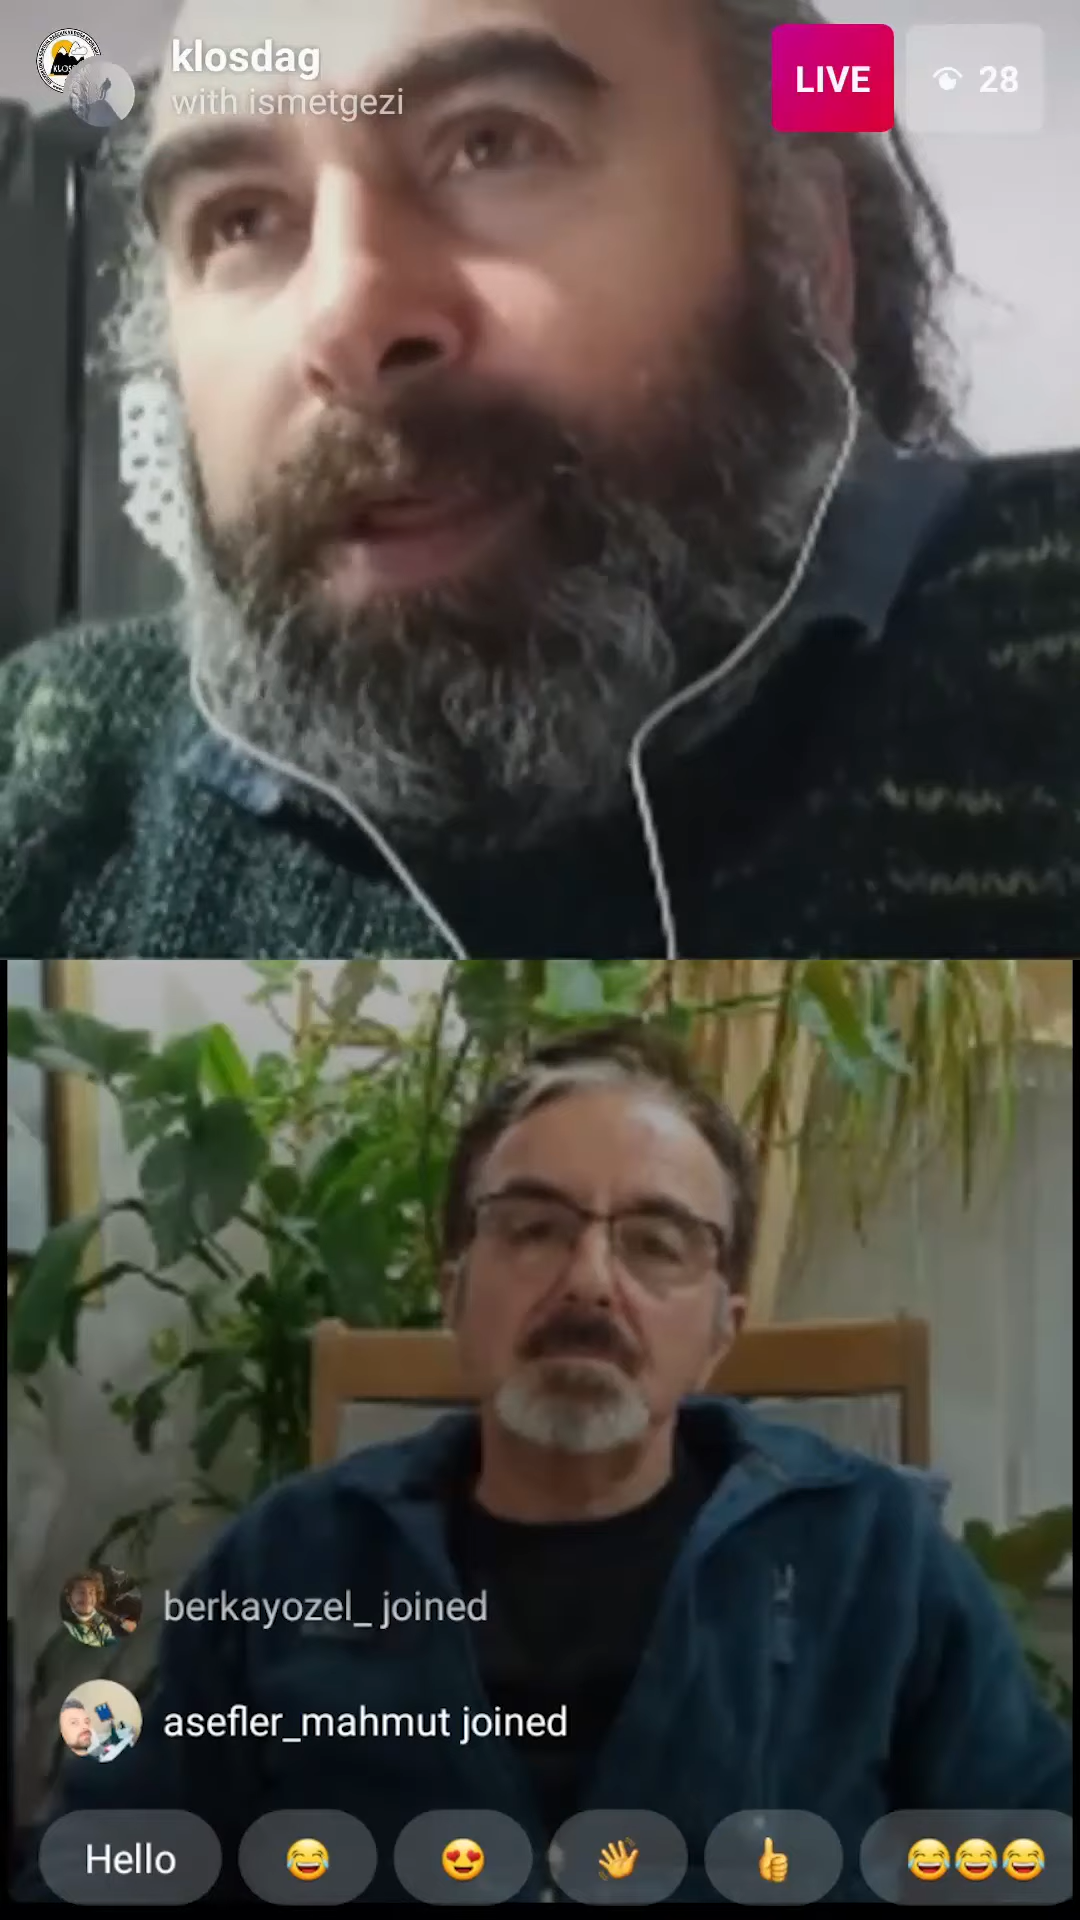 klosdag
with ismetgezi
LIVE
28
berkayozel_ joined
asefler_mahmut joined
Hello